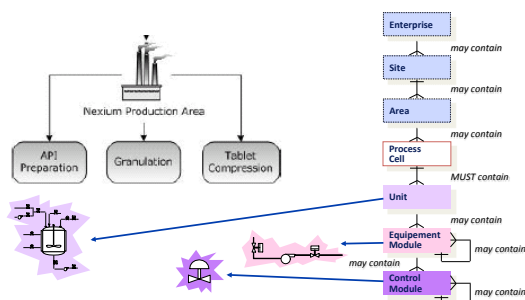 Enterprise
may contain
Site
may contain
Area
may contain
Process
Cell
MUST contain
Unit
may contain
Equipement
Module
may contain
may contain
Control
Module
may contain
Nexium Production Area
API
Preparation
Granulation
Tablet
Compression